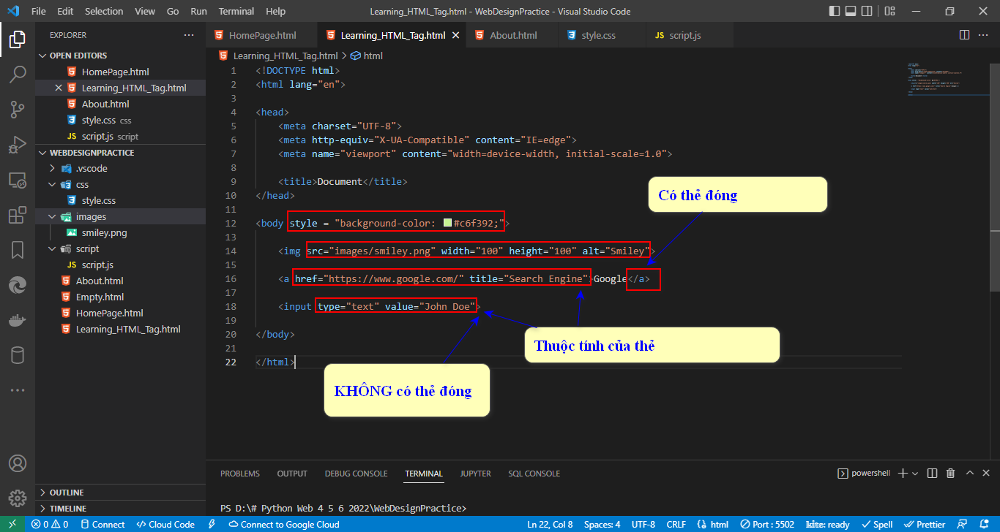 File Edit Selection View Go Run Terminal Help Learning_HTML_Tag.html - WebDesignPractice - Visual Studio Code
EXPLORER
OPEN EDITORS
HomePage.html
Learning_HTML_Tag.html
About.html
style.css css
script.js script
WEBDESIGNPRACTICE
.vscode
css
style.css
images
smiley.png
script
script.js
About.html
Empty.html
HomePage.html
Learning_HTML_Tag.html
OUTLINE
TIMELINE
HomePage.html Learning_HTML_Tag.html About.html style.css script.js
Learning_HTML_Tag.html > html
1 <!DOCTYPE html>
2 <html lang="en">
3
4 <head>
5 <meta charset="UTF-8">
6 <meta http-equiv="X-UA-Compatible" content="IE=edge">
7 <meta name="viewport" content="width=device-width, initial-scale=1.0">
8
9 <title>Document</title>
10 </head>
11
12 <body style = "background-color: #c6f392;">
13
14 <img src="images/smiley.png" width="100" height="100" alt="Smiley">
15
16 <a href="https://www.google.com/" title="Search Engine">Google</a>
17
18 <input type="text" value="John Doe">
19
20 </body>
21
22 </html>
Có thẻ đóng
Thuộc tính của thẻ
KHÔNG có thẻ đóng
PROBLEMS OUTPUT DEBUG CONSOLE TERMINAL JUPYTER SQL CONSOLE powershell
PS D:\# Python Web 4 5 6 2022\WebDesignPractice>
0 0 Connect Cloud Code Connect to Google Cloud Ln 22, Col 8 Spaces: 4 UTF-8 CRLF html Port : 5502 kite: ready Spell Prettier